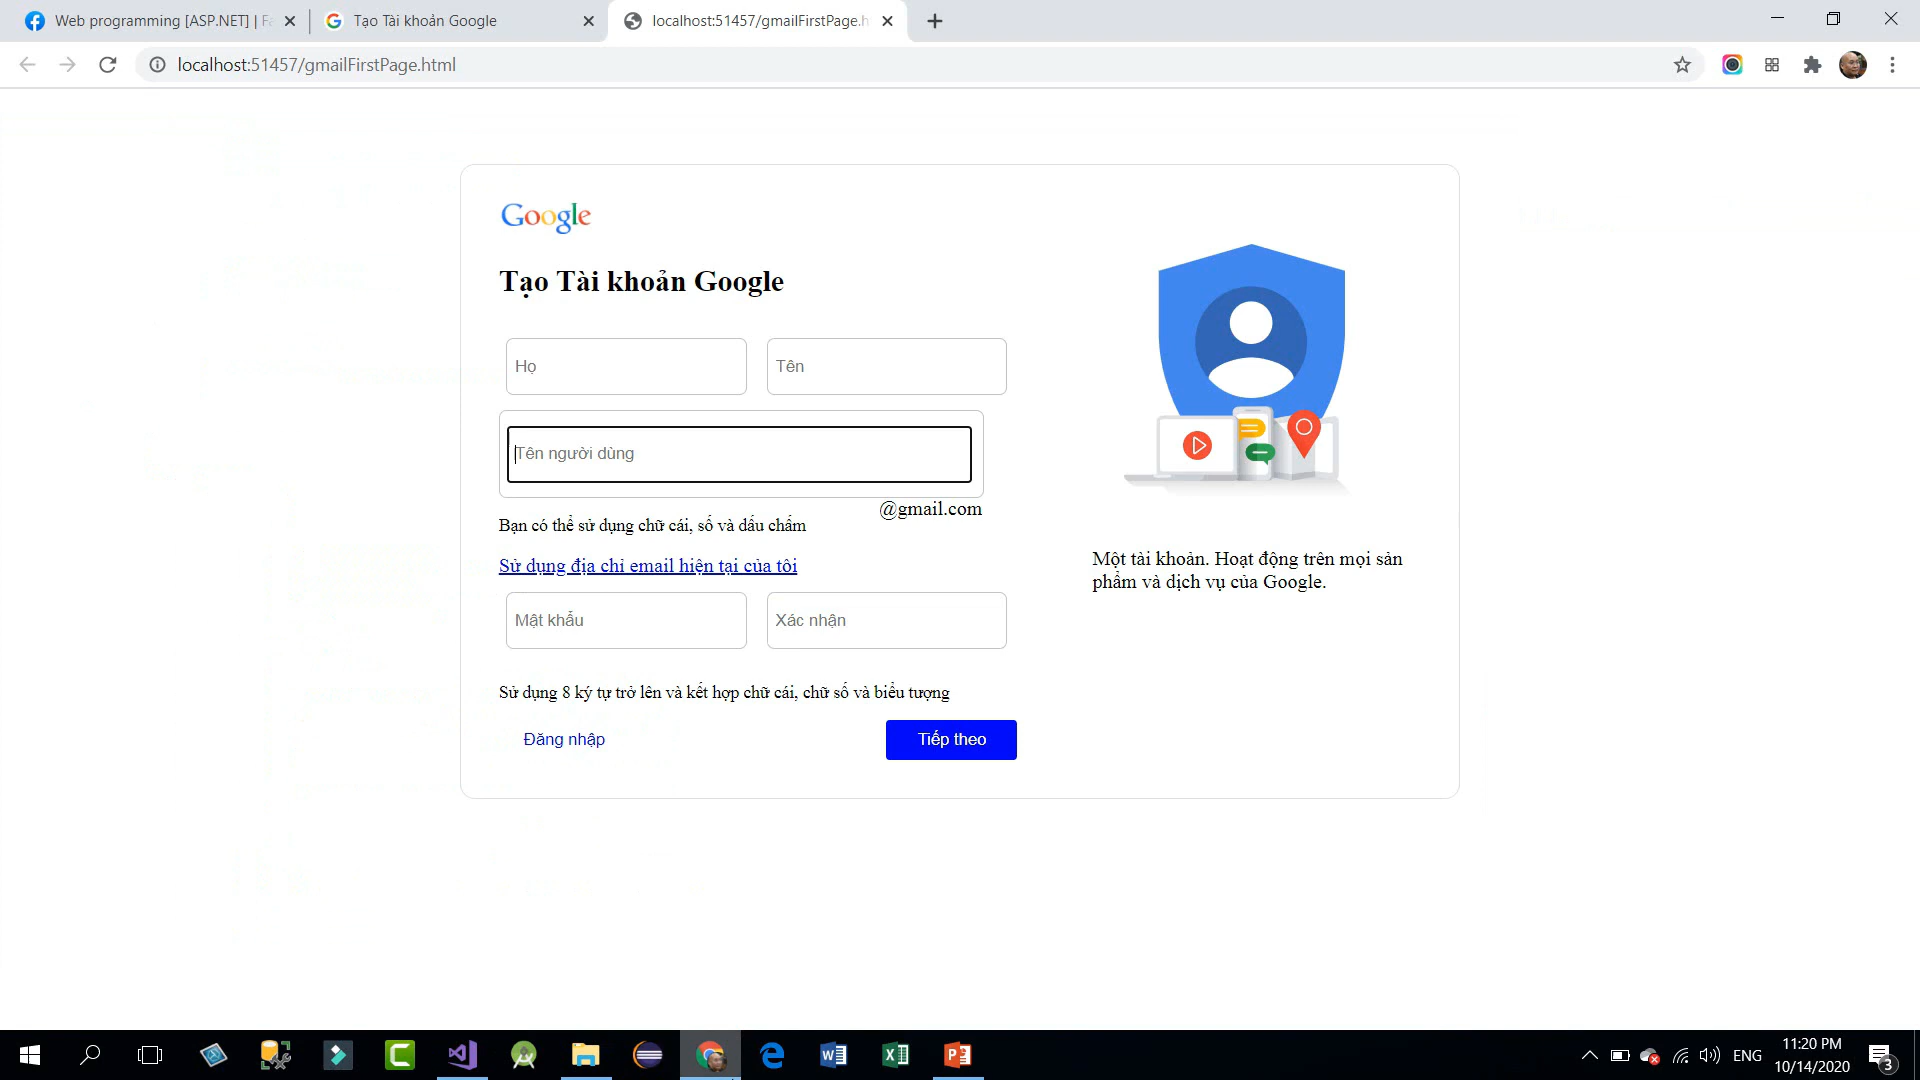 Web programming [ASP.NET] | Fa
Tạo Tài khoản Google
localhost:51457/gmailFirstPage.h
localhost:51457/gmailFirstPage.html
Google
Tạo Tài khoản Google
Họ
Tên
Tên người dùng
@gmail.com
Bạn có thể sử dụng chữ cái, số và dấu chấm
Sử dụng địa chỉ email hiện tại của tôi
Mật khẩu
Xác nhận
Sử dụng 8 ký tự trở lên và kết hợp chữ cái, chữ số và biểu tượng
Đăng nhập
Tiếp theo
Một tài khoản. Hoạt động trên mọi sản
phẩm và dịch vụ của Google.
ENG
11:20 PM
10/14/2020
3